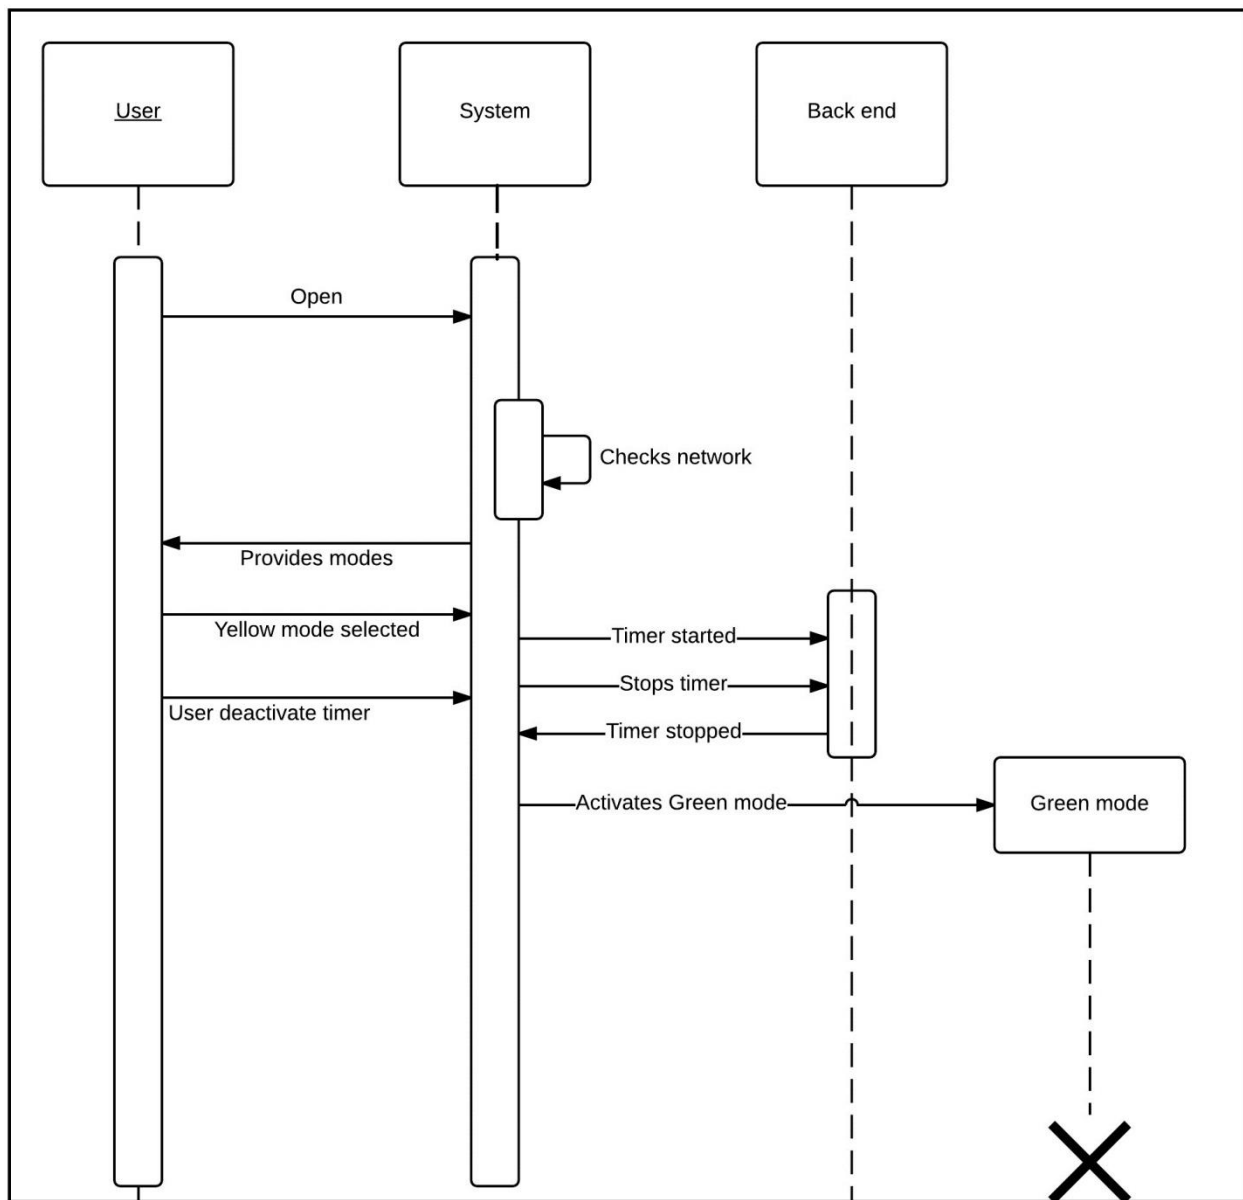 User
System
Back end
Open
Checks network
Provides modes
Yellow mode selected
Timer started
Stops timer
User deactivate timer
Timer stopped
Activates Green mode
Green mode